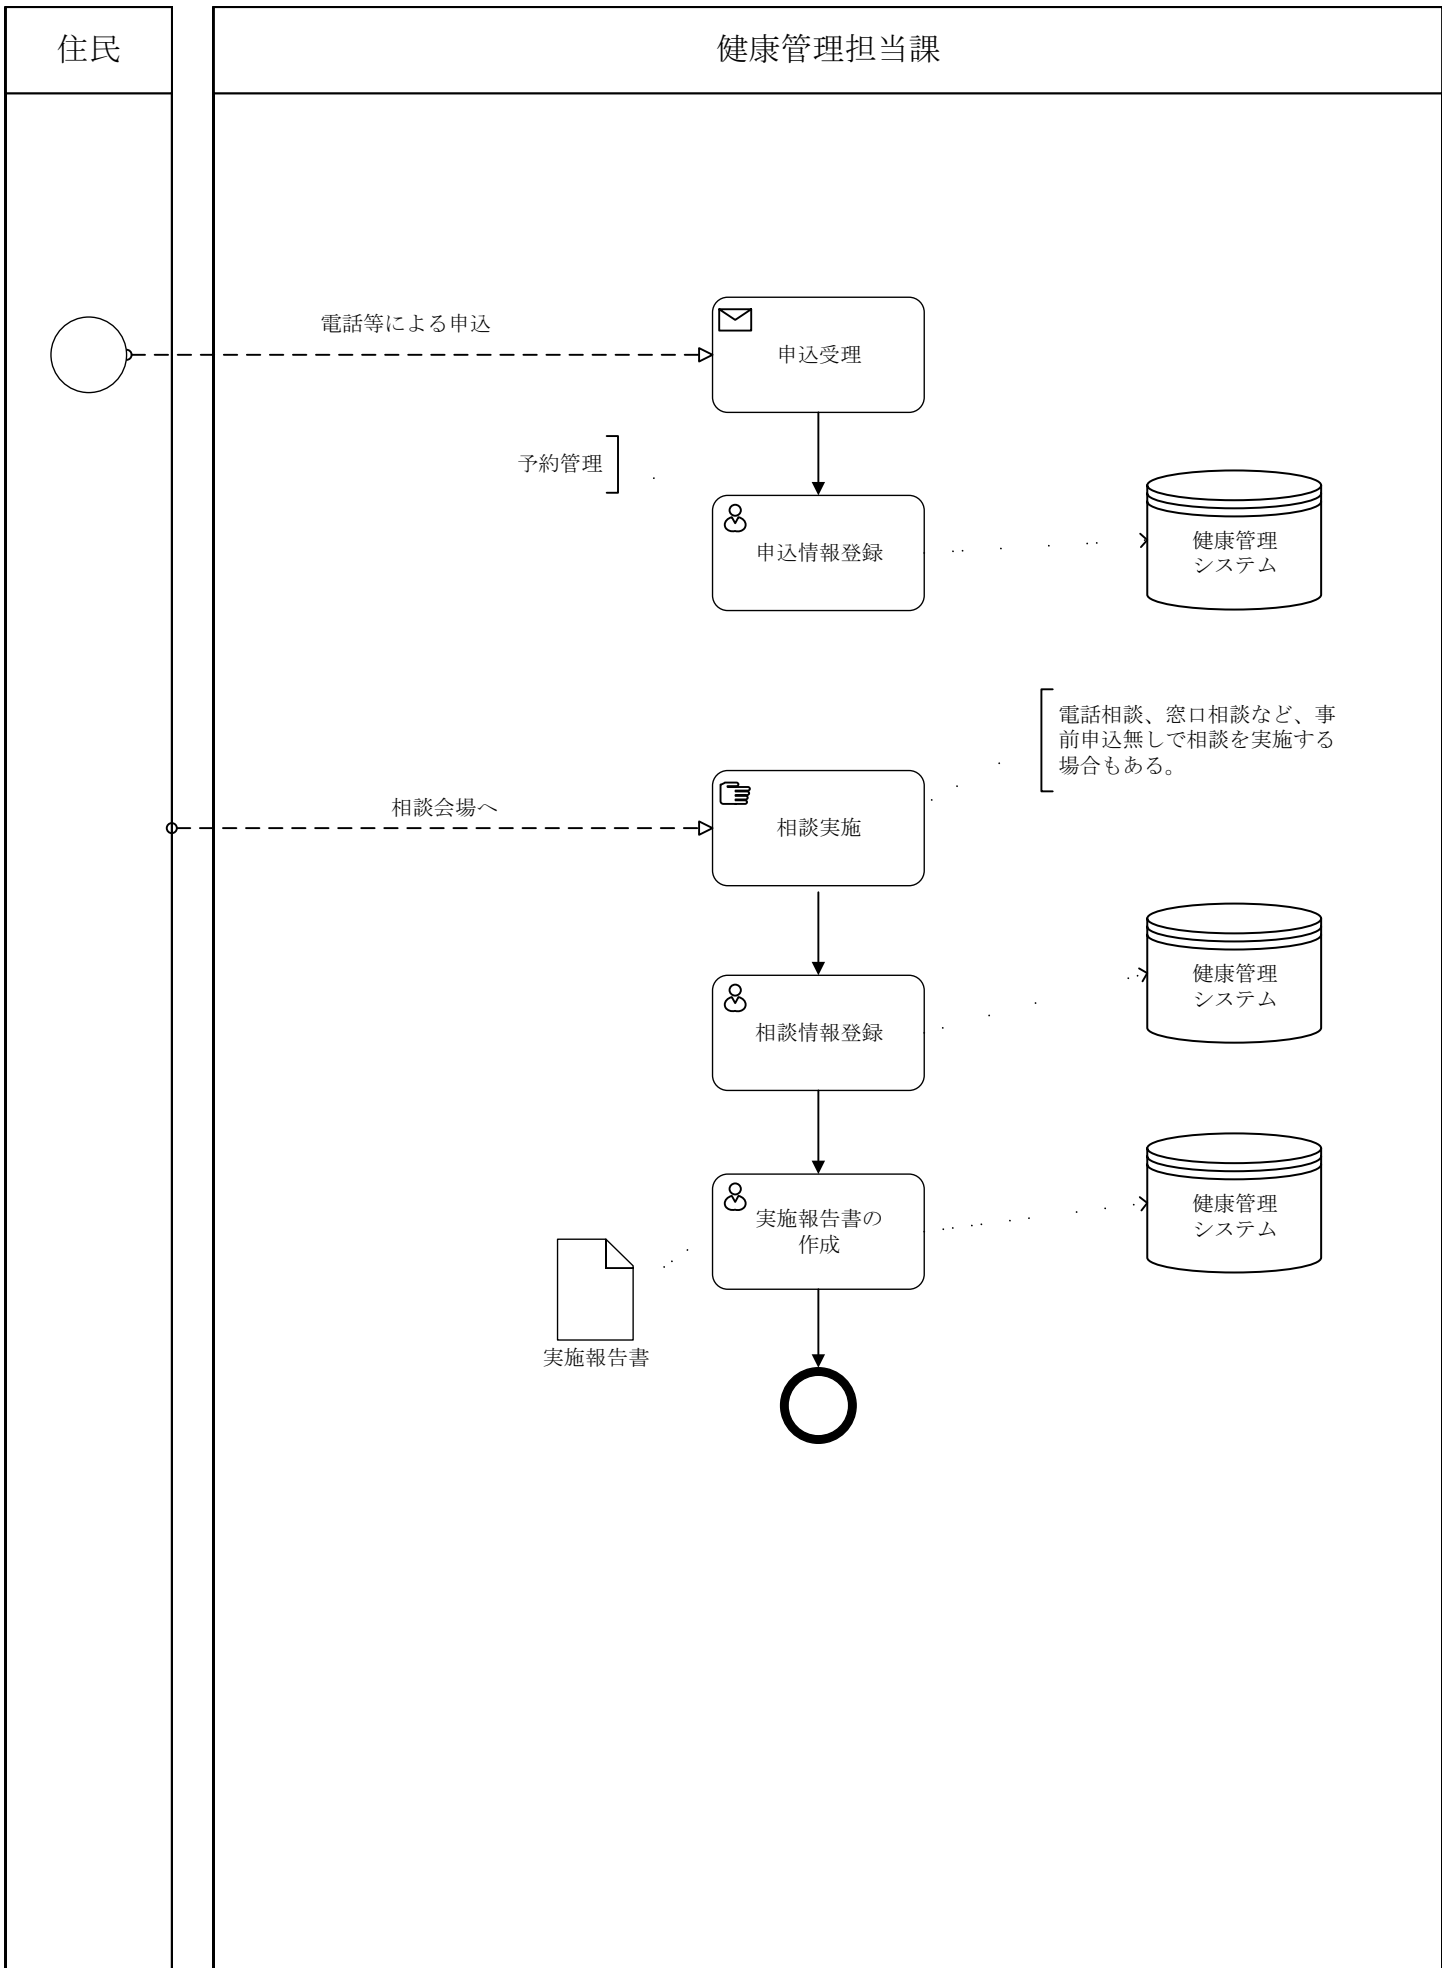 住民
健康管理担当課
電話等による申込
申込受理
予約管理
申込情報登録
健康管理
システム
電話相談、窓口相談など、事
前申込無しで相談を実施する
場合もある。
相談会場へ
相談実施
健康管理
システム
相談情報登録
健康管理
システム
実施報告書の
作成
実施報告書